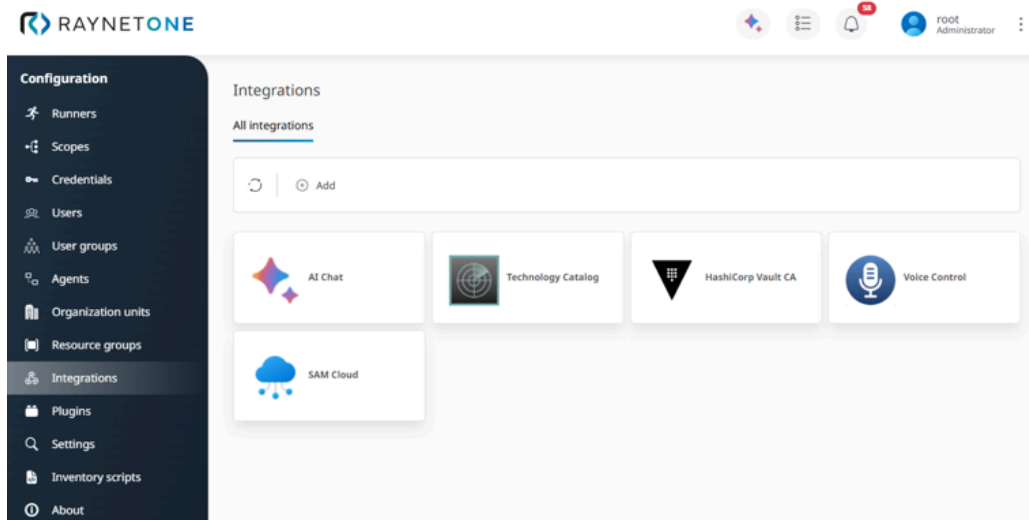 RAYNETONE
58
root
Administrator
Configuration
Runners
Scopes
Credentials
Users
User groups
Agents
Organization units
Resource groups
Integrations
Plugins
Settings
Inventory scripts
About
Integrations
All integrations
Add
AI Chat
Technology Catalog
HashiCorp Vault CA
Voice Control
SAM Cloud